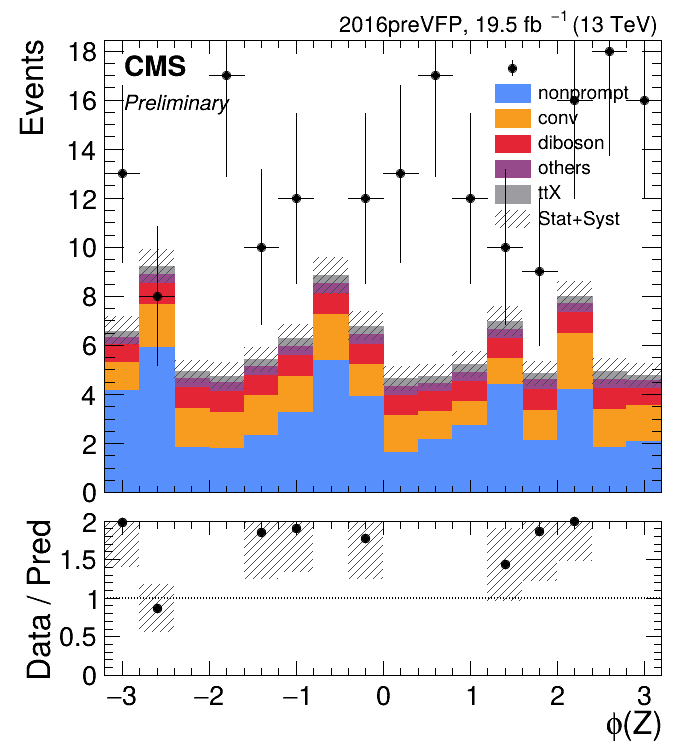 2016preVFP, 19.5 fb⁻¹ (13 TeV)
Events
18
16
14
12
10
8
6
4
2
0
CMS
Preliminary
nonprompt
conv
diboson
others
ttX
Stat+Syst
Data / Pred
2
1.5
1
0.5
0
−3 −2 −1 0 1 2 3
ϕ(Z)